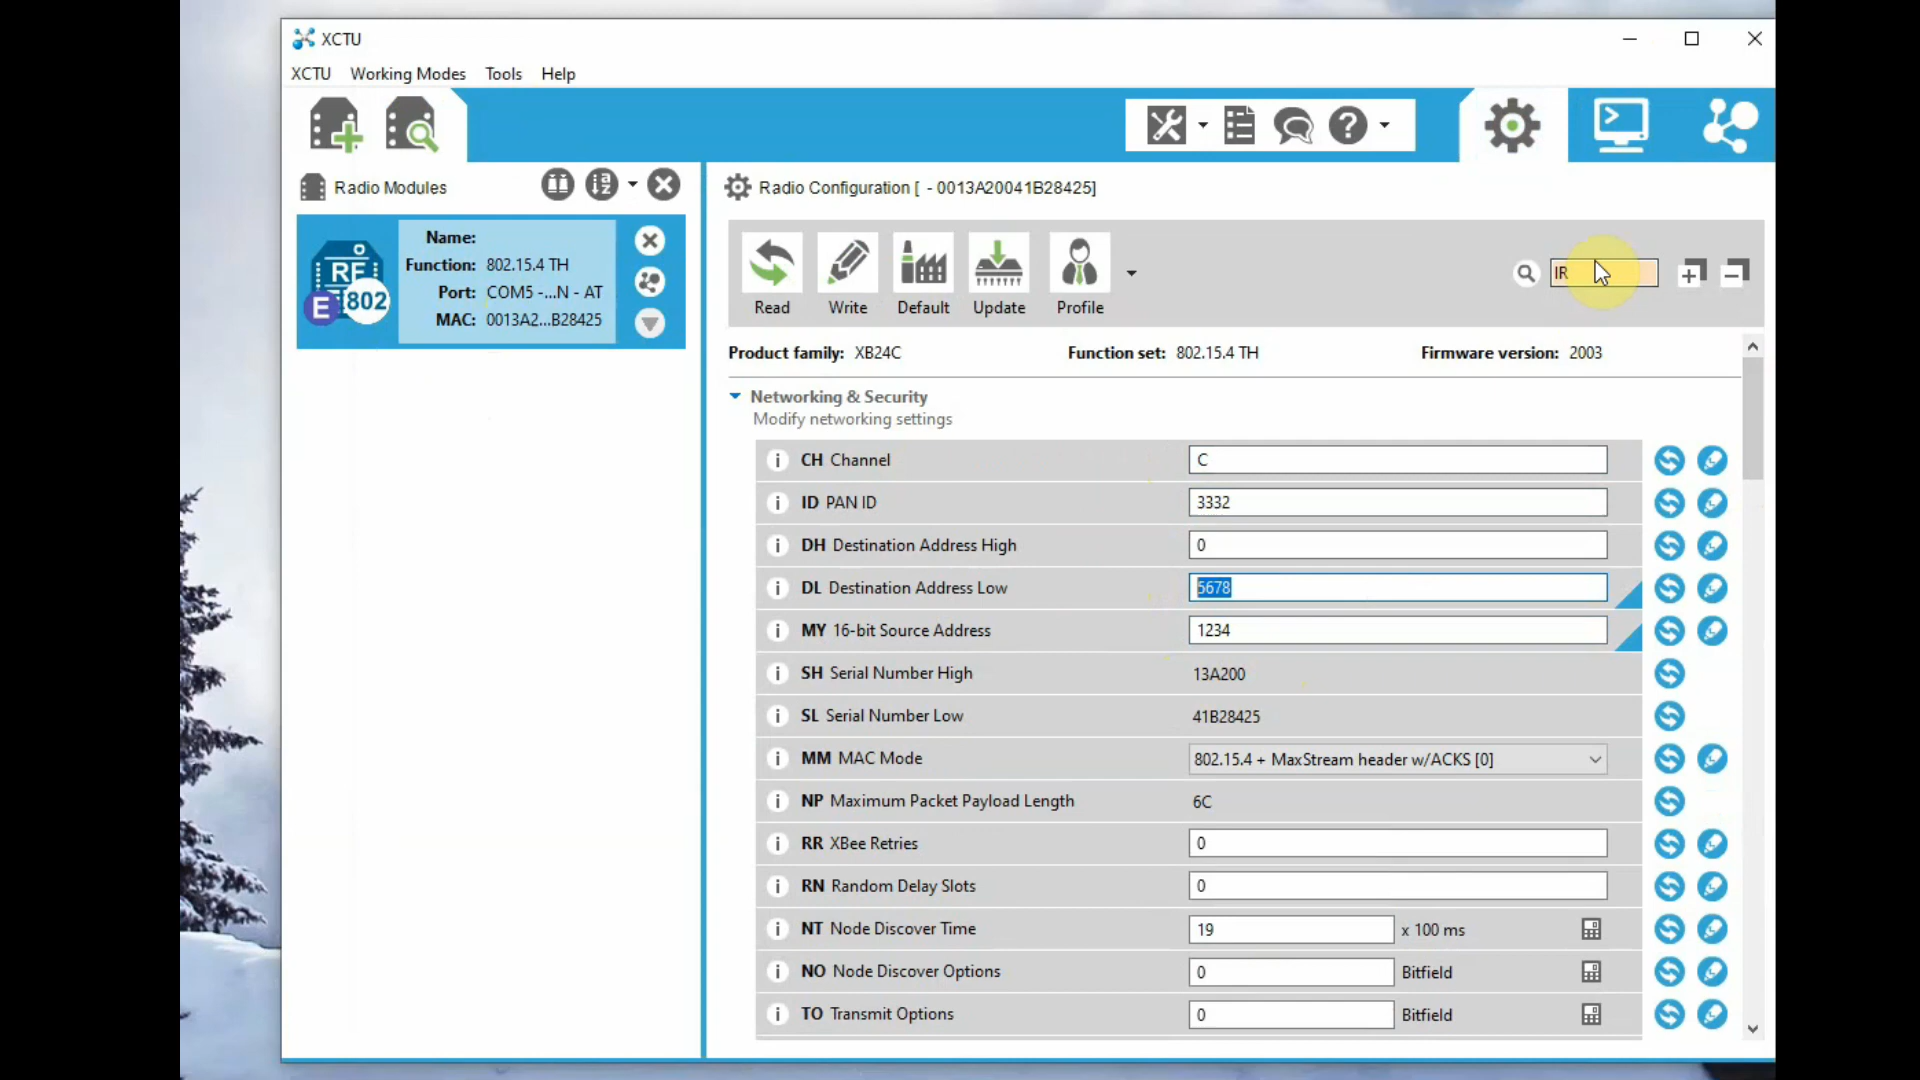 XCTU
XCTU Working Modes Tools Help
Radio Modules
Radio Configuration [ - 0013A20041B28425]
Name:
Function: 802.15.4 TH
Port: COM5 -...N - AT
MAC: 0013A2...B28425
RF
E 802
Read Write Default Update Profile
IR
Product family: XB24C Function set: 802.15.4 TH Firmware version: 2003
Networking & Security
Modify networking settings
i CH Channel C
i ID PAN ID 3332
i DH Destination Address High 0
i DL Destination Address Low 5678
i MY 16-bit Source Address 1234
i SH Serial Number High 13A200
i SL Serial Number Low 41B28425
i MM MAC Mode 802.15.4 + MaxStream header w/ACKS [0]
i NP Maximum Packet Payload Length 6C
i RR XBee Retries 0
i RN Random Delay Slots 0
i NT Node Discover Time 19 x 100 ms
i NO Node Discover Options 0 Bitfield
i TO Transmit Options 0 Bitfield